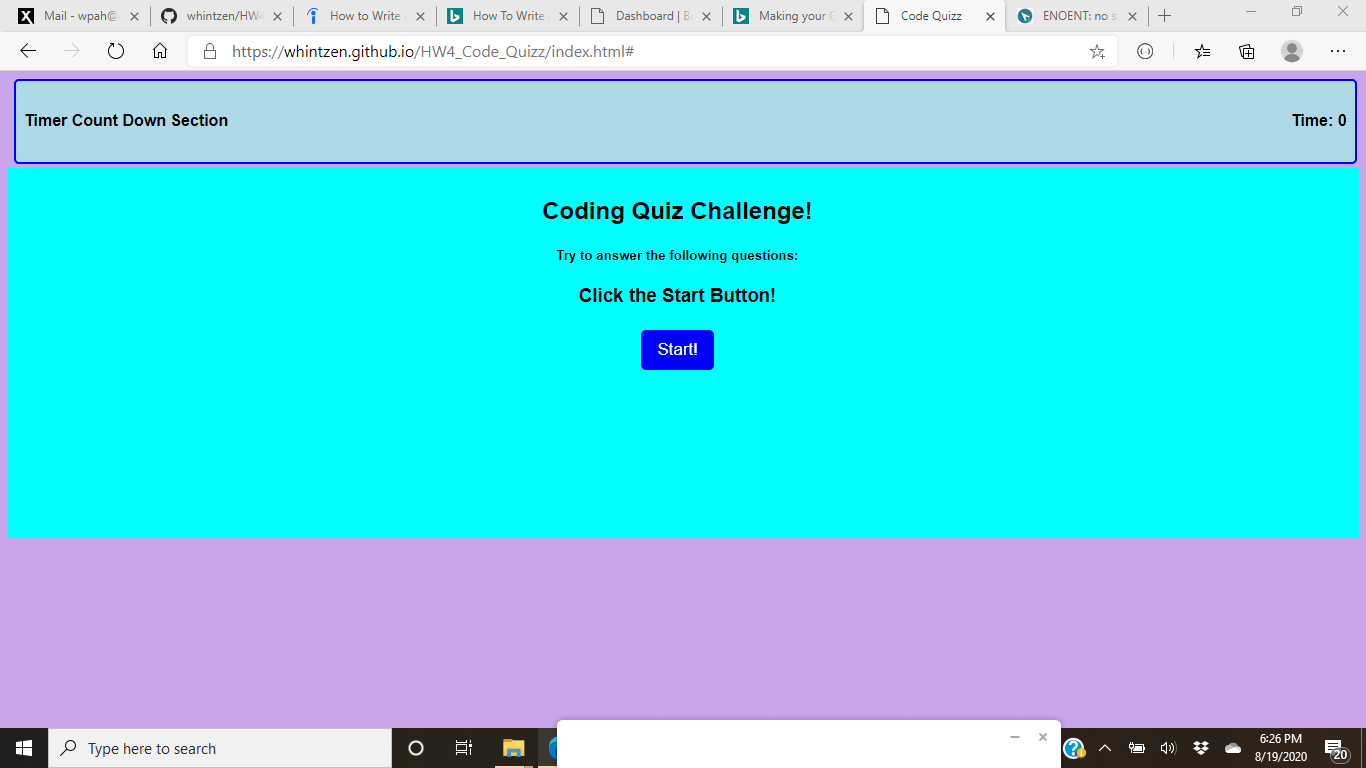 Mail - wpah@
whintzen/HW4
How to Write
How To Write
Dashboard | B
Making your G
Code Quizz
ENOENT: no s
https://whintzen.github.io/HW4_Code_Quizz/index.html#
Timer Count Down Section
Time: 0
Coding Quiz Challenge!
Try to answer the following questions:
Click the Start Button!
Start!
Type here to search
6:26 PM
8/19/2020
20